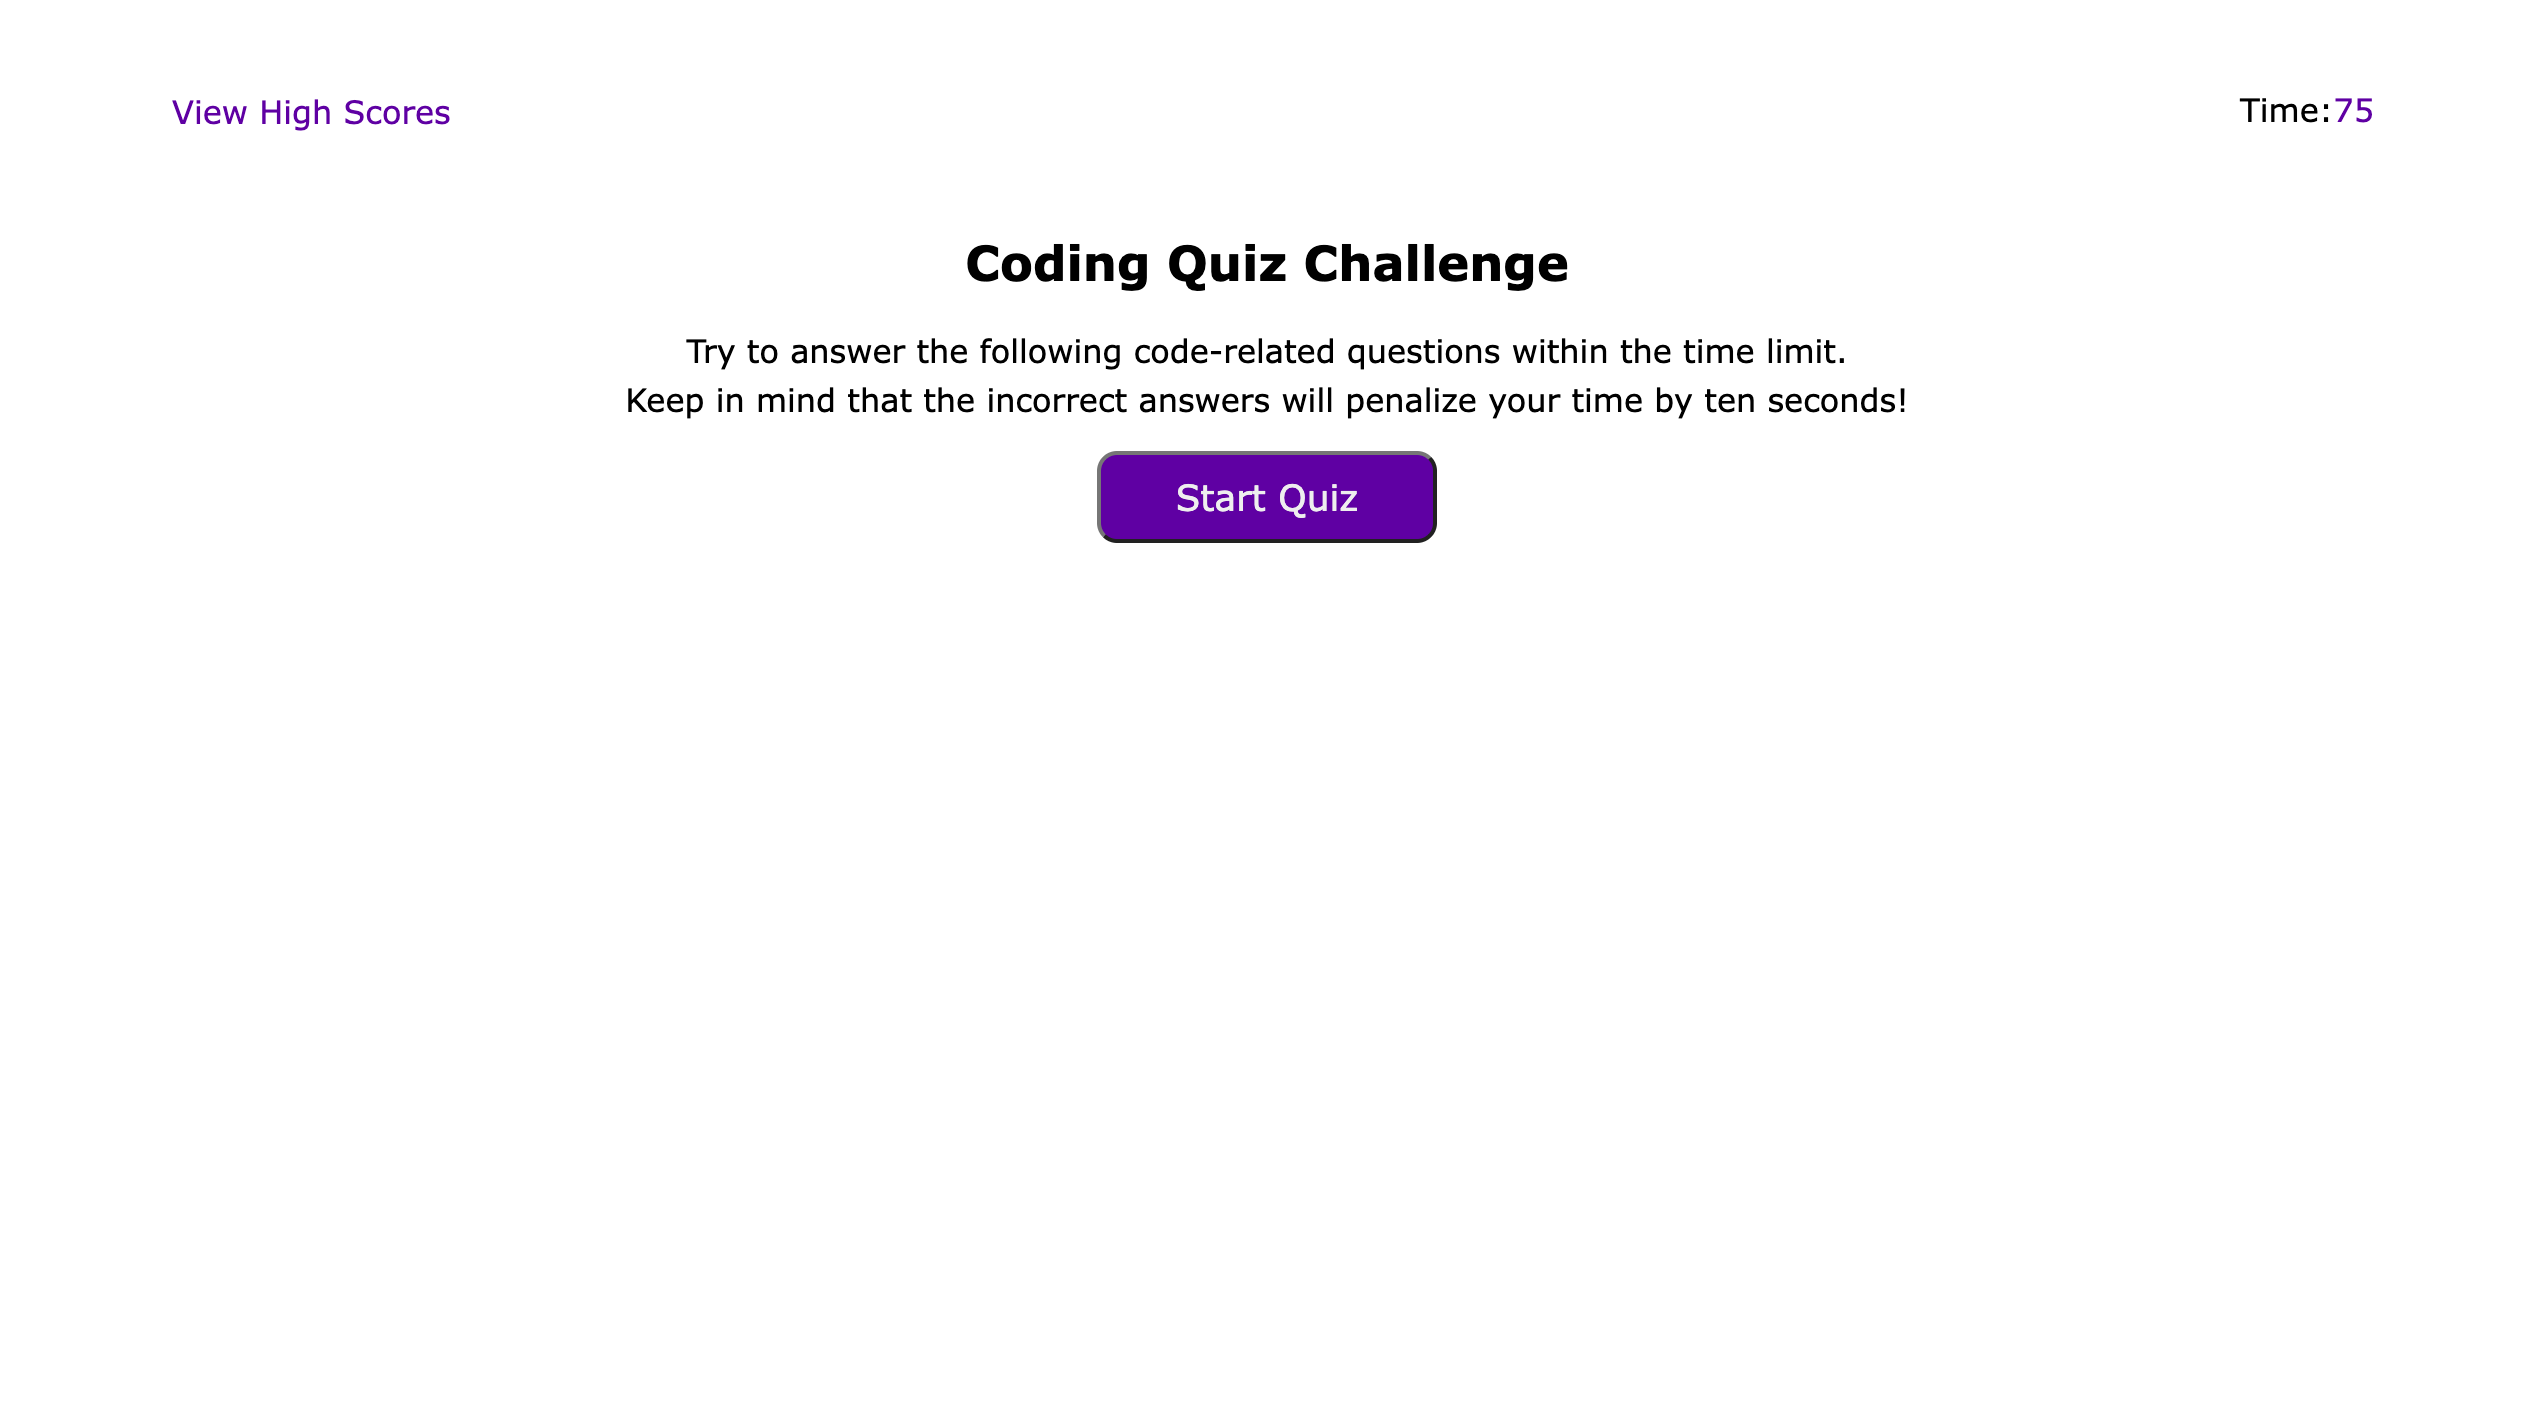 View High Scores
Time:75
Coding Quiz Challenge
Try to answer the following code-related questions within the time limit.
Keep in mind that the incorrect answers will penalize your time by ten seconds!
Start Quiz